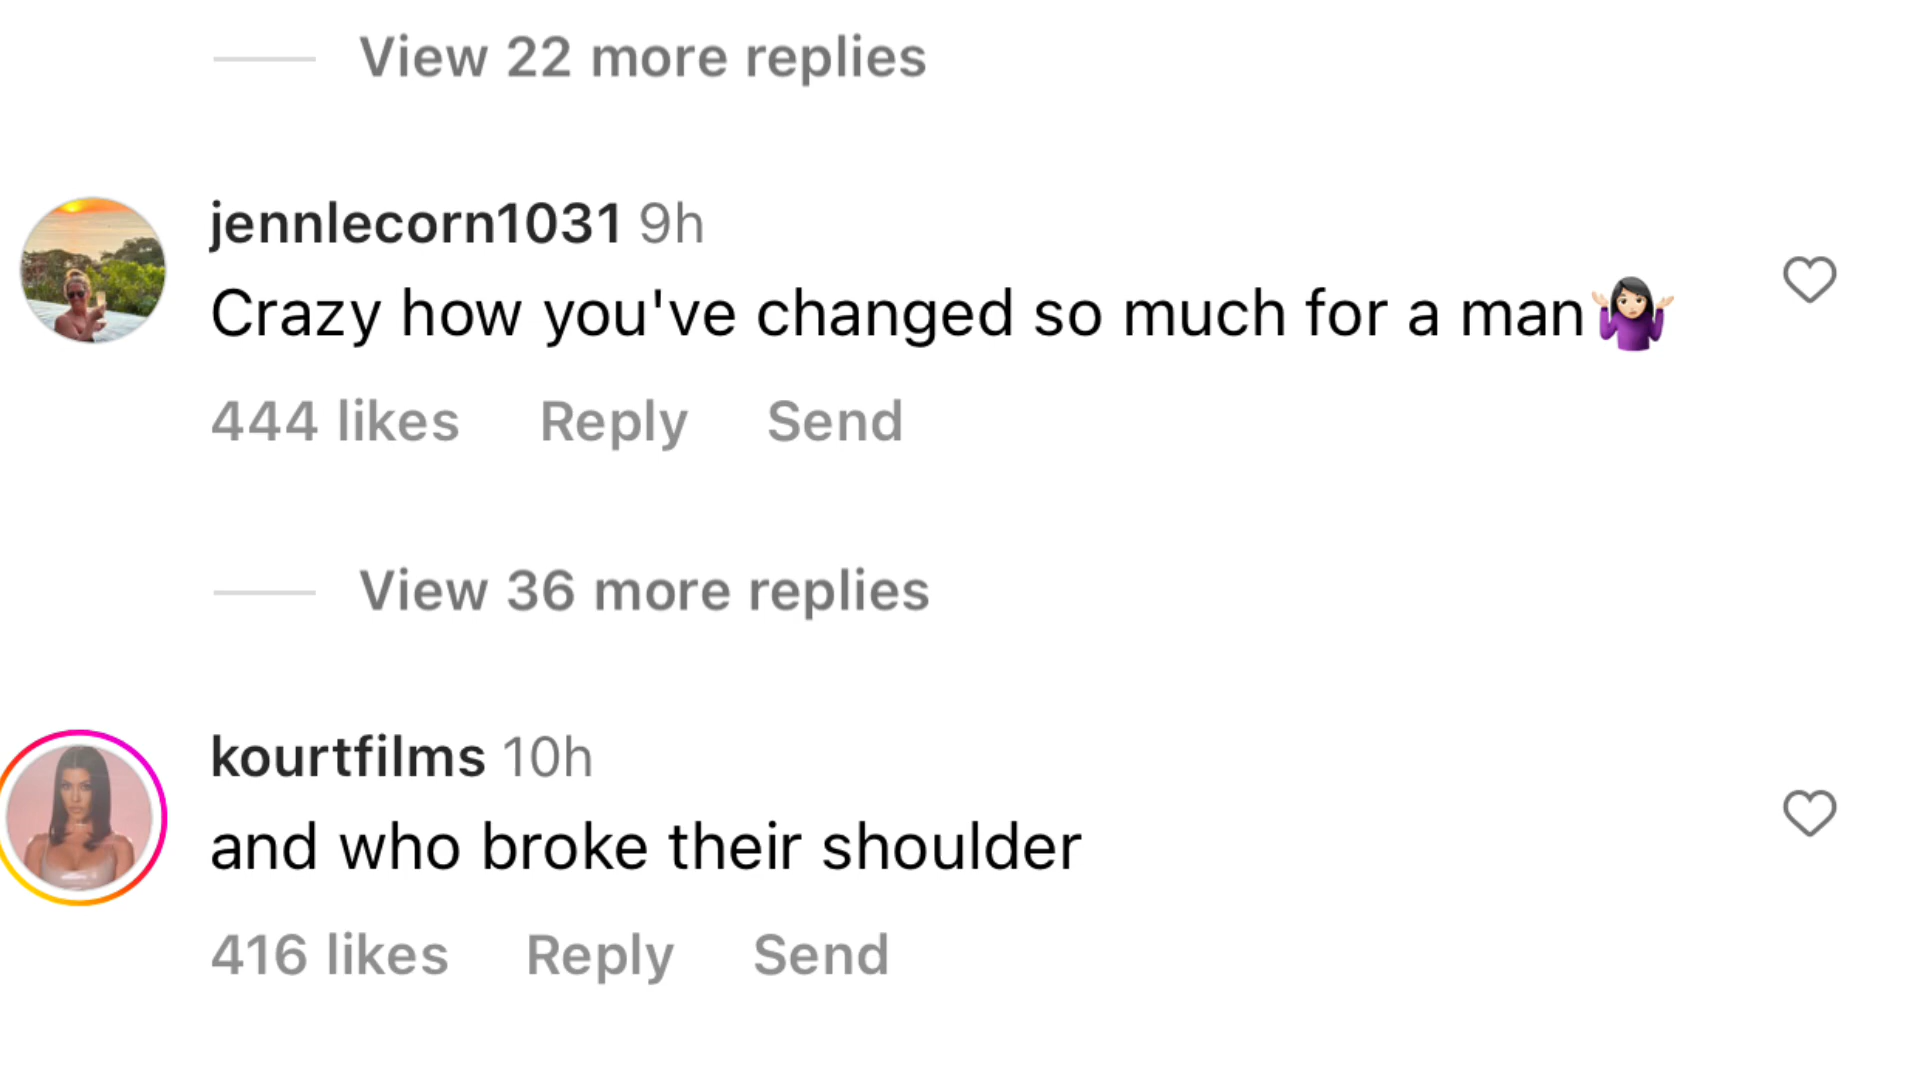 View 22 more replies
jennlecorn1031 9h
Crazy how you've changed so much for a man🤷🏻‍♀️
444 likes Reply Send
View 36 more replies
kourtfilms 10h
and who broke their shoulder
416 likes Reply Send